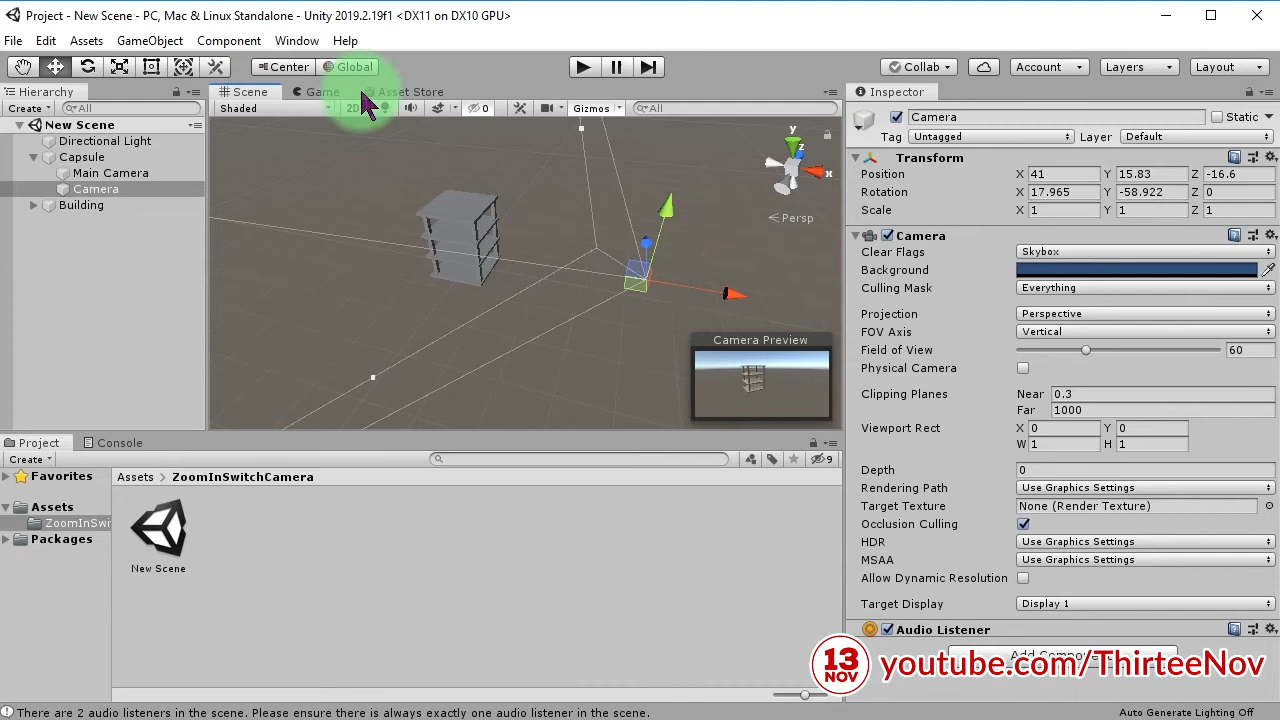 Project - New Scene - PC, Mac & Linux Standalone - Unity 2019.2.19f1 <DX11 on DX10 GPU>
File Edit Assets GameObject Component Window Help
Center Global Collab Account Layers Layout
Hierarchy
Create All
New Scene
Directional Light
Capsule
Main Camera
Camera
Building
Scene Game Asset Store
Shaded 2D 0 Gizmos All
y
z
x
Persp
Camera Preview
Inspector
Camera Static
Tag Untagged Layer Default
Transform
Position X 41 Y 15.83 Z -16.6
Rotation X 17.965 Y -58.922 Z 0
Scale X 1 Y 1 Z 1
Camera
Clear Flags Skybox
Background
Culling Mask Everything
Projection Perspective
FOV Axis Vertical
Field of View 60
Physical Camera
Clipping Planes Near 0.3
Far 1000
Viewport Rect X 0 Y 0
W 1 H 1
Depth 0
Rendering Path Use Graphics Settings
Target Texture None (Render Texture)
Occlusion Culling
HDR Use Graphics Settings
MSAA Use Graphics Settings
Allow Dynamic Resolution
Target Display Display 1
Audio Listener
Project Console
Create 9
Favorites
Assets
ZoomInSwi
Packages
Assets > ZoomInSwitchCamera
New Scene
13
NOV
youtube.com/ThirteeNov
There are 2 audio listeners in the scene. Please ensure there is always exactly one audio listener in the scene.
Auto Generate Lighting Off